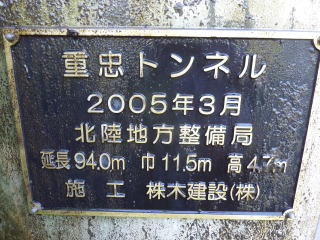 重忠トンネル
2005年3月
北陸地方整備局
延長94.0m 巾11.5m 高4.7m
施工 株木建設(株)